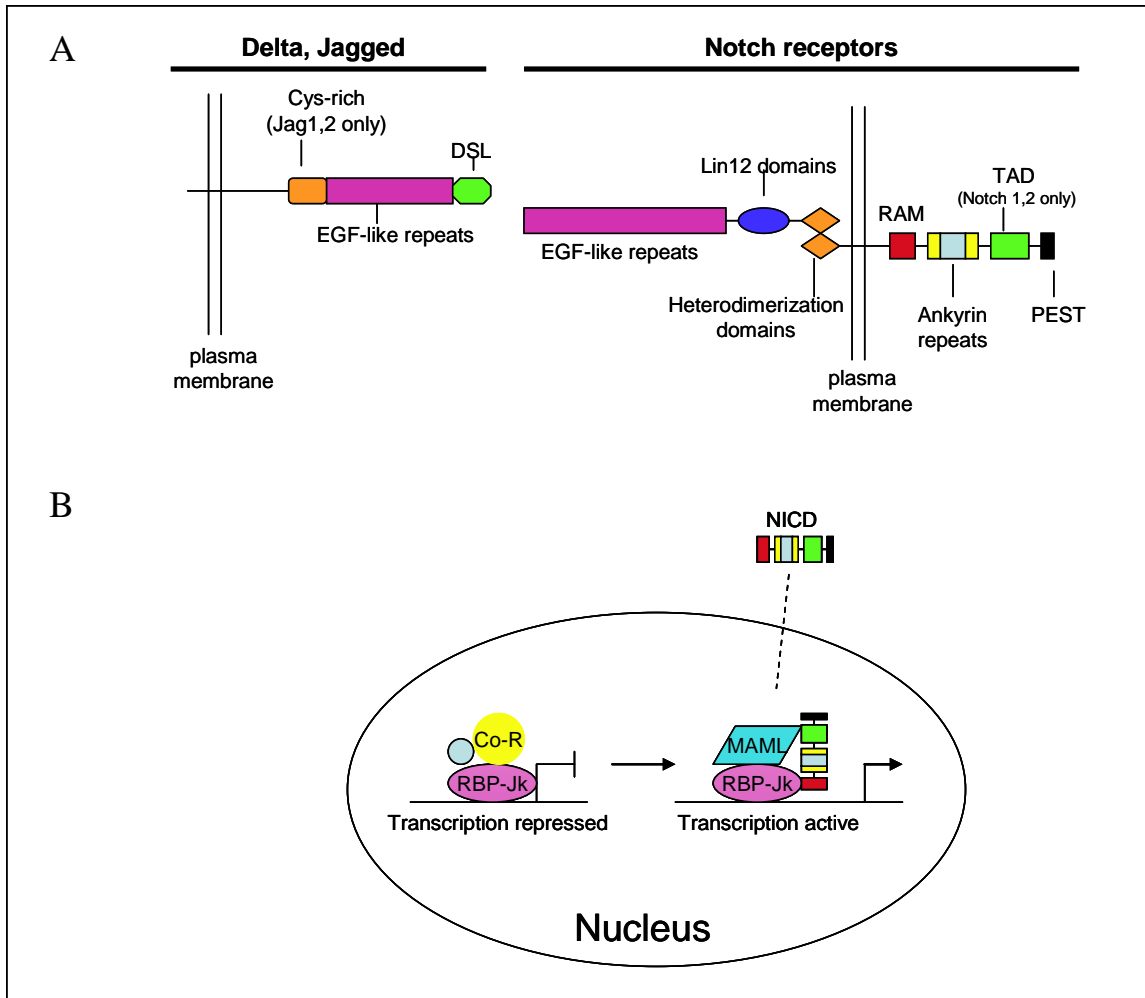 A
Delta, Jagged
Notch receptors
Cys-rich
(Jag1,2 only)
DSL
EGF-like repeats
plasma
membrane
Lin12 domains
EGF-like repeats
Heterodimerization
domains
RAM
TAD
(Notch 1,2 only)
Ankyrin
repeats
PEST
plasma
membrane
B
NICD
Co-R
RBP-Jk
Transcription repressed
MAML
RBP-Jk
Transcription active
Nucleus